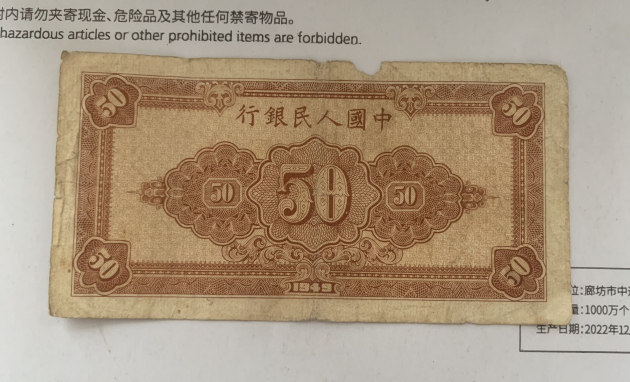 时内请勿夹寄现金、危险品及其他任何禁寄物品。
hazardous articles or other prohibited items are forbidden.
50 50
行銀民人國中
50 50 50
50 50
1949
位:廊坊市中
量:1000万个
生产日期:2022年12